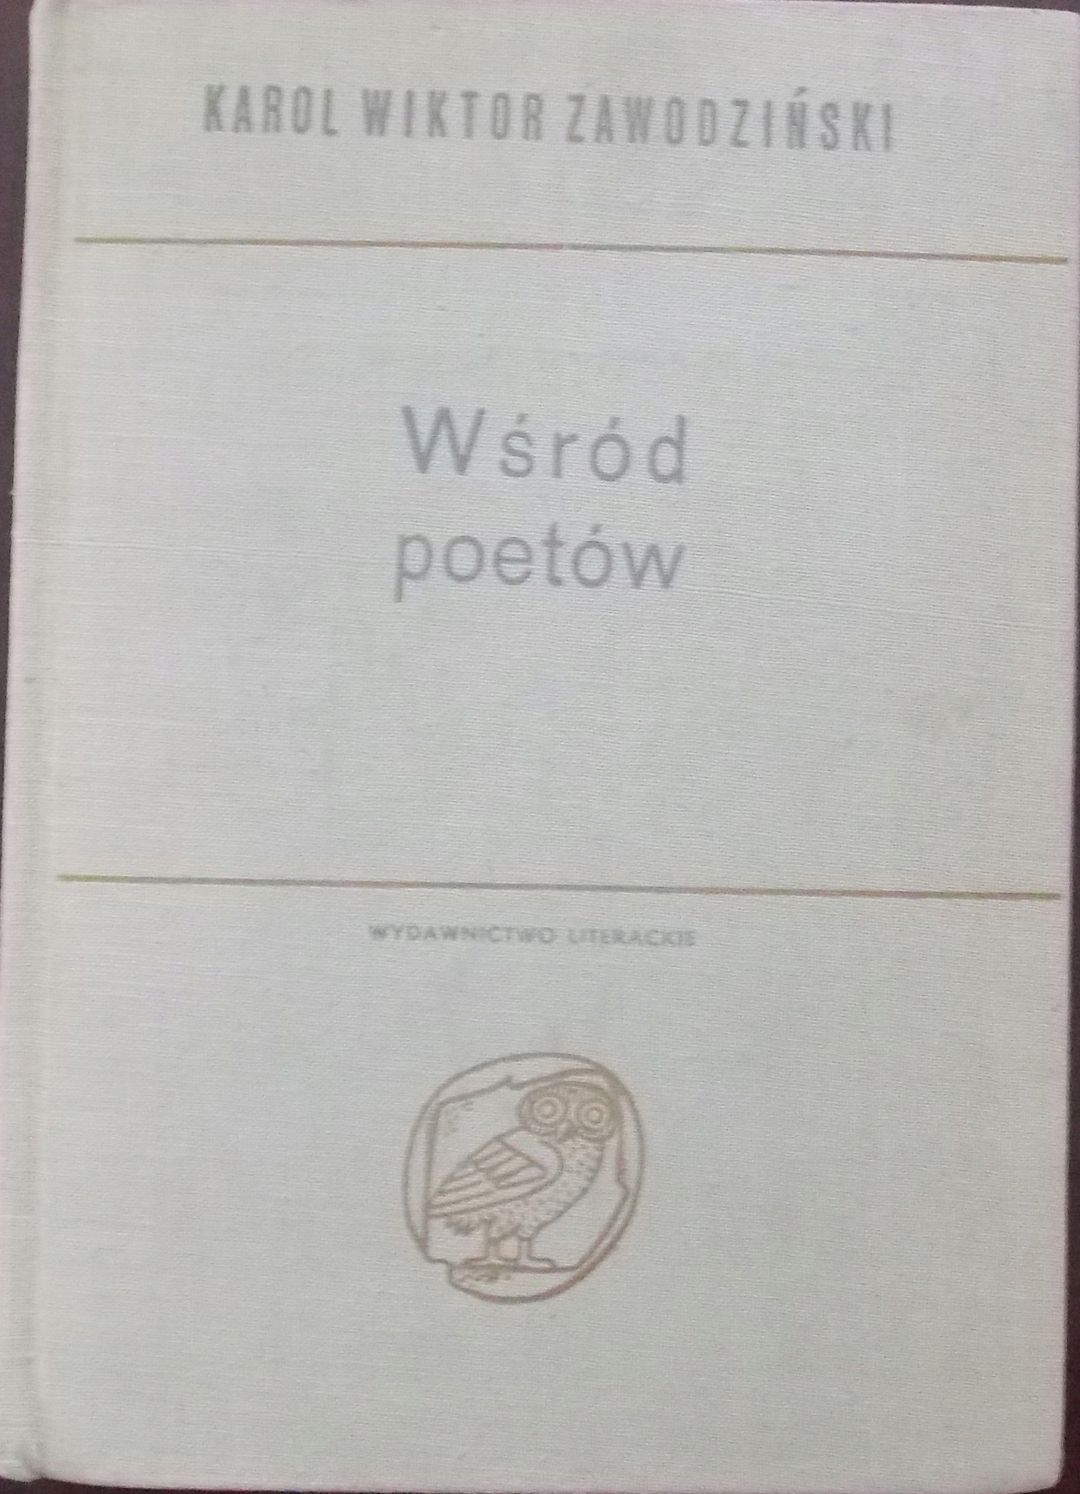 KAROL WIKTOR ZAWODZIŃSKI
Wśród
poetów
WYDAWNICTWO LITERACKIE